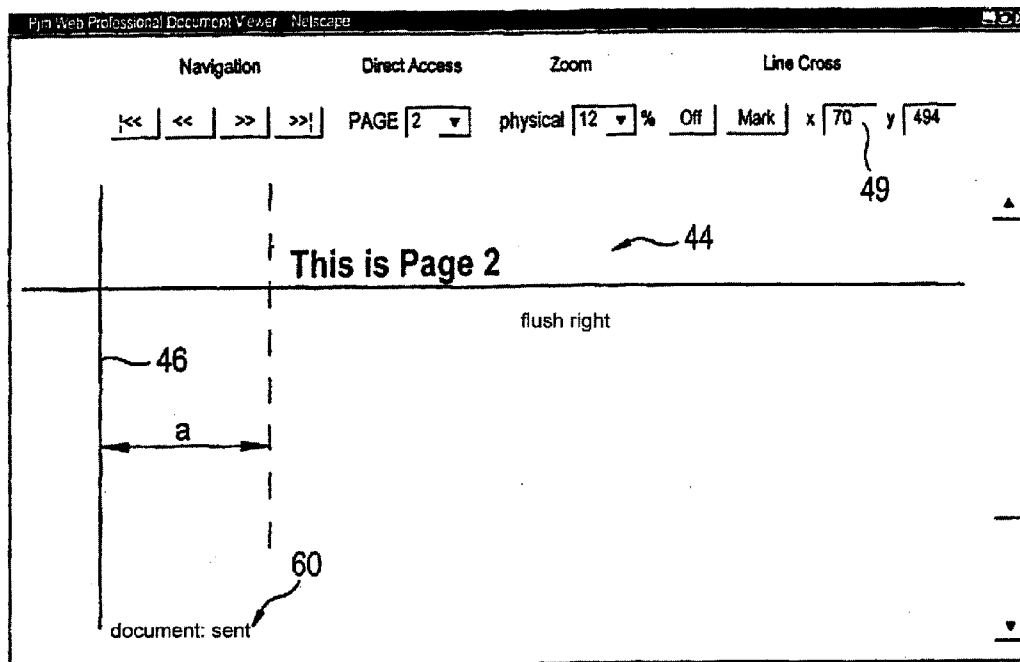 Pjm Web Professional Document Viewer Netscape
Navigation Direct Access Zoom Line Cross
|<< << >> >>| PAGE 2 ▼ physical 12 ▼ % Off Mark x 70 y 494
49
44
This is Page 2
flush right
46
a
60
document: sent